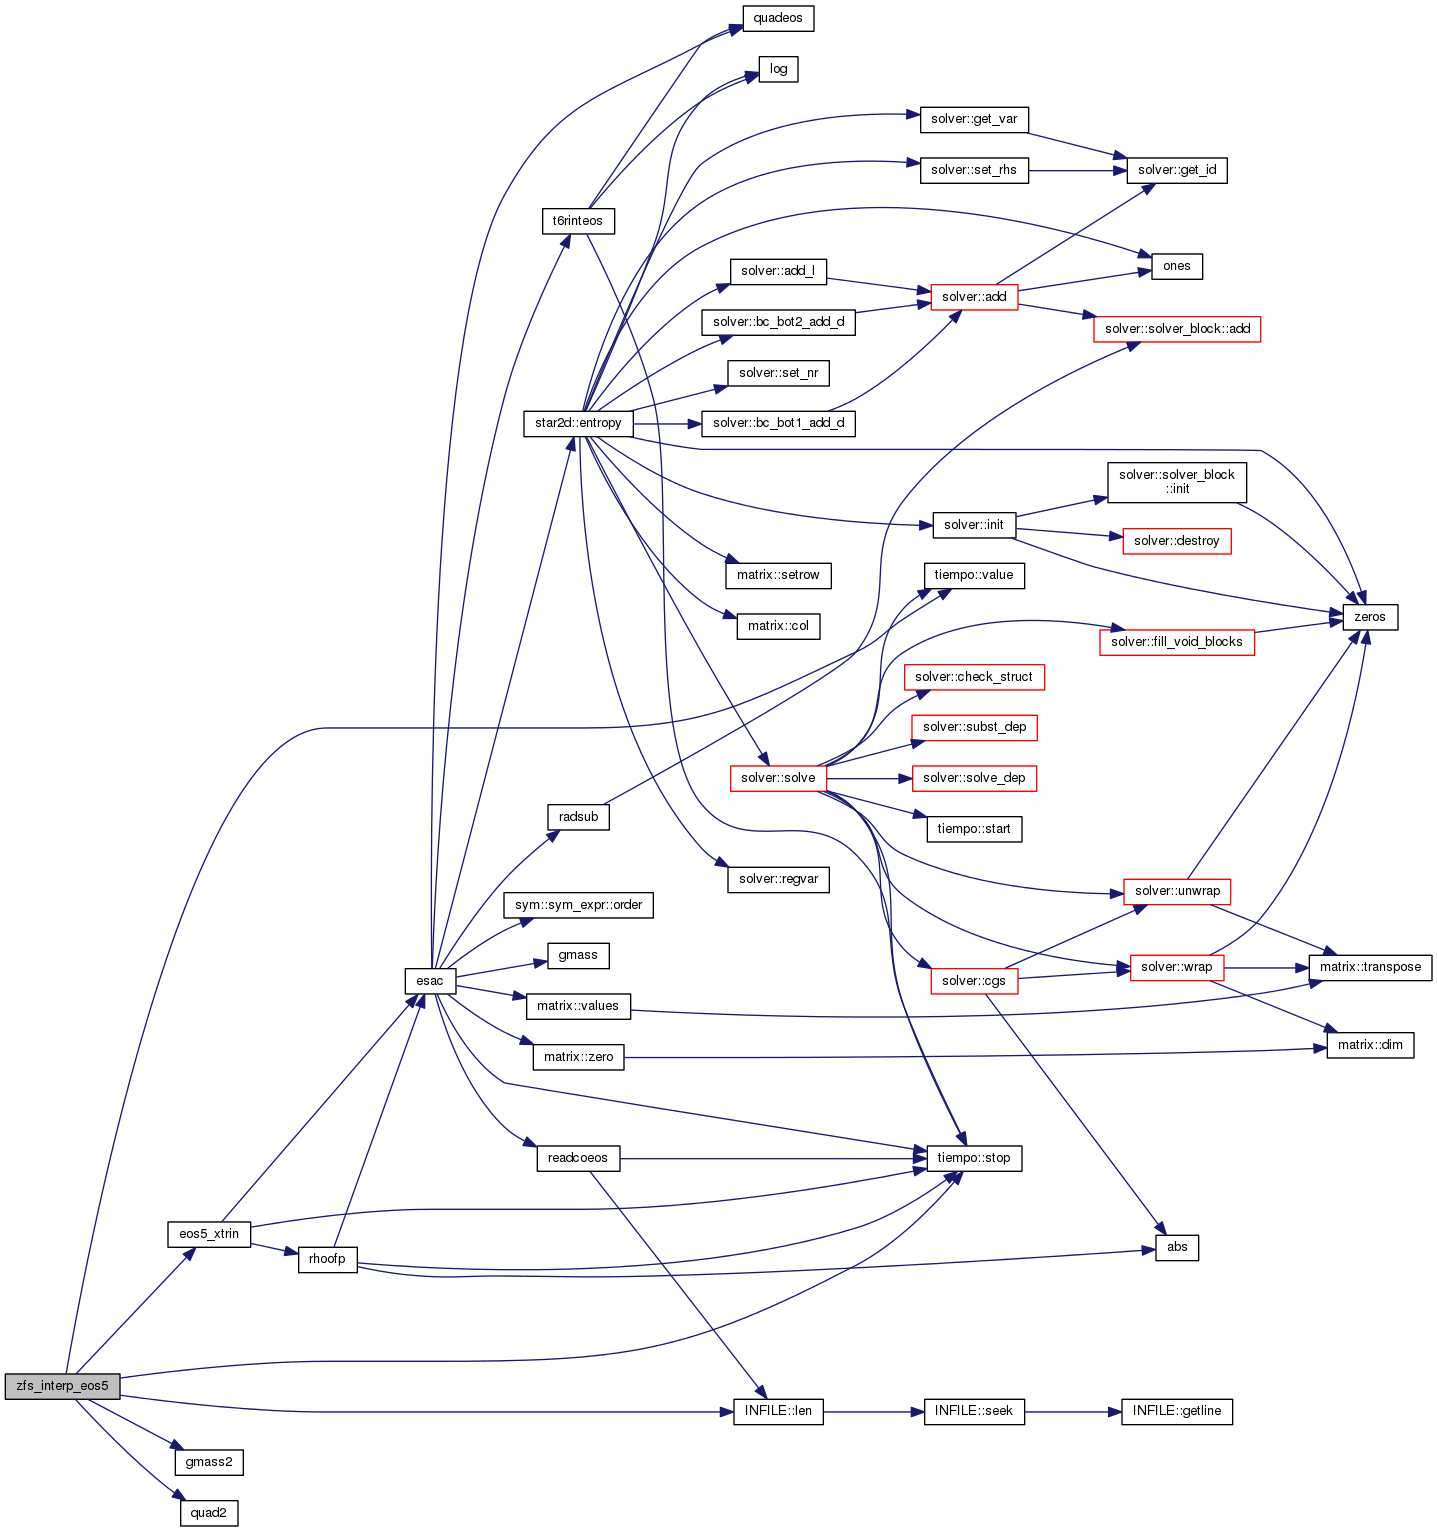 quadeos
log
solver::get_var
solver::set_rhs
solver::get_id
t6rinteos
ones
solver::add_l
solver::add
solver::bc_bot2_add_d
solver::solver_block::add
solver::set_nr
star2d::entropy
solver::bc_bot1_add_d
solver::solver_block
::init
solver::init
solver::destroy
matrix::setrow
tiempo::value
zeros
matrix::col
solver::fill_void_blocks
solver::check_struct
solver::subst_dep
solver::solve
solver::solve_dep
radsub
tiempo::start
solver::regvar
solver::unwrap
sym::sym_expr::order
gmass
esac
solver::cgs
solver::wrap
matrix::transpose
matrix::values
matrix::zero
matrix::dim
readcoeos
tiempo::stop
eos5_xtrin
rhoofp
abs
zfs_interp_eos5
INFILE::len
INFILE::seek
INFILE::getline
gmass2
quad2